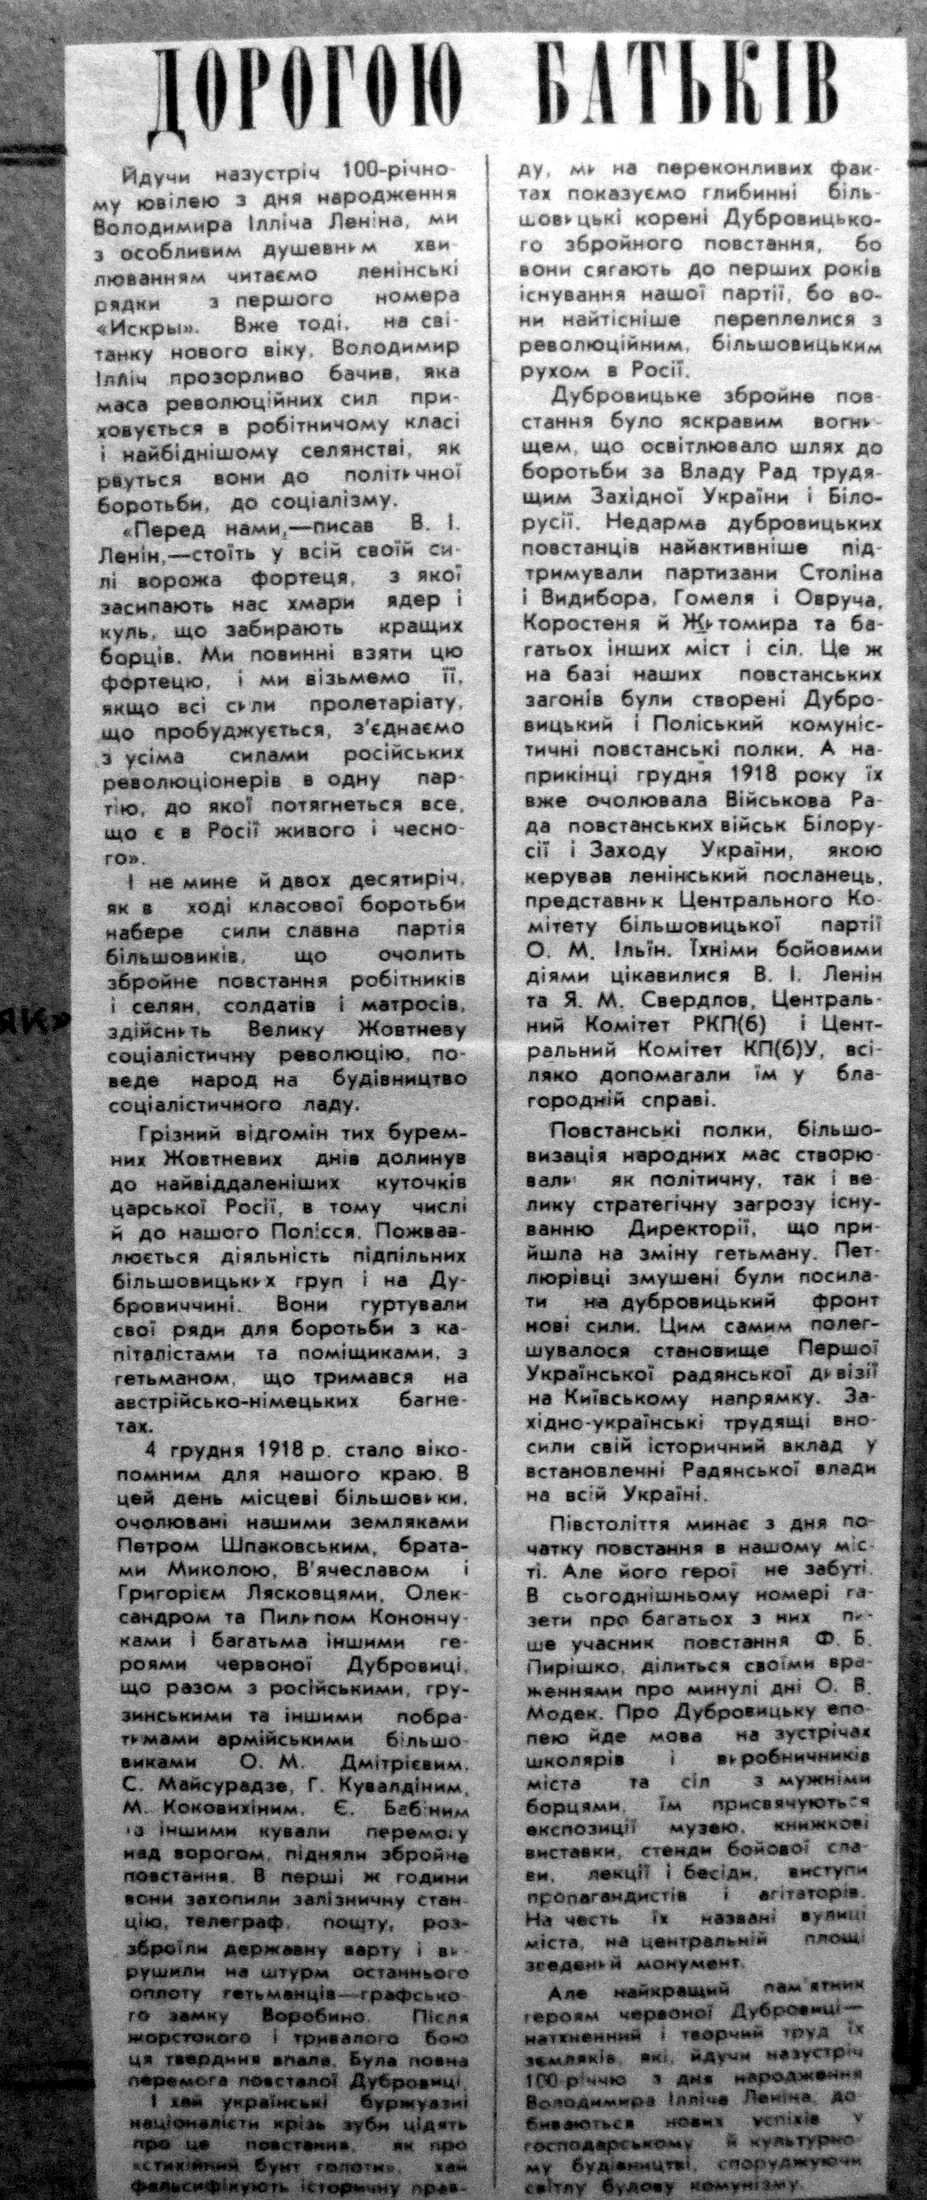 ДОРОГОЮ БАТЬКІВ
Йдучи назустріч 100-річно-
му ювілею з дня народження
Володимира Ілліча Леніна, ми
з особливим душевним хви-
люванням читаємо ленінські
рядки з першого номера
«Искры». Вже тоді, на сві-
танку нового віку, Володимир
Ілліч прозорливо бачив, яка
маса революційних сил при-
ховується в робітничому класі
і найбіднішому селянстві, як
рвуться вони до політичної
боротьби, до соціалізму.
«Перед нами,—писав В. І.
Ленін,—стоїть у всій своїй си-
лі ворожа фортеця, з якої
засипають нас хмари ядер і
куль, що забирають кращих
борців. Ми повинні взяти цю
фортецю, і ми візьмемо її,
якщо всі сили пролетаріату,
що пробуджується, з'єднаємо
з усіма силами російських
революціонерів в одну пар-
тію, до якої потягнеться все,
що є в Росії живого і чесно-
го».
І не мине й двох десятиріч,
як в ході класової боротьби
набере сили славна партія
більшовиків, що очолить
збройне повстання робітників
і селян, солдатів і матросів,
здійснить Велику Жовтневу
соціалістичну революцію, по-
веде народ на будівництво
соціалістичного ладу.
Грізний відгомін тих бурем-
них Жовтневих днів долинув
до найвіддаленіших куточків
царської Росії, в тому числі
й до нашого Полісся. Пожвав-
люється діяльність підпільних
більшовицьких груп і на Ду-
бровиччині. Вони гуртували
свої ряди для боротьби з ка-
піталістами та поміщиками, з
гетьманом, що тримався на
австрійсько-німецьких багне-
тах.
4 грудня 1918 р. стало віко-
помним для нашого краю. В
цей день місцеві більшовики,
очолювані нашими земляками
Петром Шпаковським, брата-
ми Миколою, В'ячеславом і
Григорієм Лясковцями, Олек-
сандром та Пилипом Конончу-
ками і багатьма іншими ге-
роями червоної Дубровиці,
що разом з російськими, гру-
зинськими та іншими побра-
тимами армійськими більшо-
виками О. М. Дмітрієвим,
С. Майсурадзе, Г. Кувалдіним,
М. Коковихіним, Є. Бабіним
та іншими кували перемогу
над ворогом, підняли збройне
повстання. В перші ж години
вони захопили залізничну стан-
цію, телеграф, пошту, роз-
зброїли державну варту і ви-
рушили на штурм останнього
оплоту гетьманців—графсько-
го замку Воробино. Після
жорстокого і тривалого бою
ця твердиня впала. Була повна
перемога повсталої Дубровиці.
І хай українські буржуазні
націоналісти крізь зуби цідять
про це повстання, як про
«стихійний бунт голоти», хай
фальсифікують історичну прав-
ду, ми на переконливих фак-
тах показуємо глибинні біль-
шовицькі корені Дубровицько-
го збройного повстання, бо
вони сягають до перших років
існування нашої партії, бо во-
ни найтісніше переплелися з
революційним, більшовицьким
рухом в Росії.
Дубровицьке збройне пов-
стання було яскравим вогни-
щем, що освітлювало шлях до
боротьби за Владу Рад трудя-
щим Західної України і Біло-
русії. Недарма дубровицьких
повстанців найактивніше під-
тримували партизани Століна
і Видибора, Гомеля і Овруча,
Коростеня й Житомира та ба-
гатьох інших міст і сіл. Це ж
на базі наших повстанських
загонів були створені Дубро-
вицький і Поліський комуніс-
тичні повстанські полки. А на-
прикінці грудня 1918 року їх
вже очолювала Військова Ра-
да повстанських військ Білору-
сії і Заходу України, якою
керував ленінський посланець,
представник Центрального Ко-
мітету більшовицької партії
О. М. Ільїн. Їхніми бойовими
діями цікавилися В. І. Ленін
та Я. М. Свердлов, Централь-
ний Комітет РКП(б) і Цент-
ральний Комітет КП(б)У, всі-
ляко допомагали їм у бла-
городній справі.
Повстанські полки, більшо-
визація народних мас створю-
вали як політичну, так і ве-
лику стратегічну загрозу існу-
ванню Директорії, що при-
йшла на зміну гетьману. Пет-
люрівці змушені були посила-
ти на дубровицький фронт
нові сили. Цим самим полег-
шувалося становище Першої
Української радянської дивізії
на Київському напрямку. За-
хідно-українські трудящі вно-
сили свій історичний вклад у
встановленні Радянської влади
на всій Україні.
Півстоліття минає з дня по-
чатку повстання в нашому міс-
ті. Але його герої не забуті.
В сьогоднішньому номері га-
зети про багатьох з них пи-
ше учасник повстання Ф. Б.
Пирішко, ділиться своїми вра-
женнями про минулі дні О. В.
Модек. Про Дубровицьку епо-
пею йде мова на зустрічах
школярів і виробничників
міста та сіл з мужніми
борцями. Їм присвячуються
експозиції музею, книжкові
виставки, стенди бойової сла-
ви, лекції і бесіди, виступи
пропагандистів і агітаторів.
На честь їх названі вулиці
міста, на центральній площі
зведений монумент.
Але найкращий пам'ятник
героям червоної Дубровиці—
натхненний і творчий труд їх
земляків, які, йдучи назустріч
100-річчю з дня народження
Володимира Ілліча Леніна, до-
биваються нових успіхів у
господарському й культурно-
му будівництві, споруджуючи
світлу будову комунізму.
як»